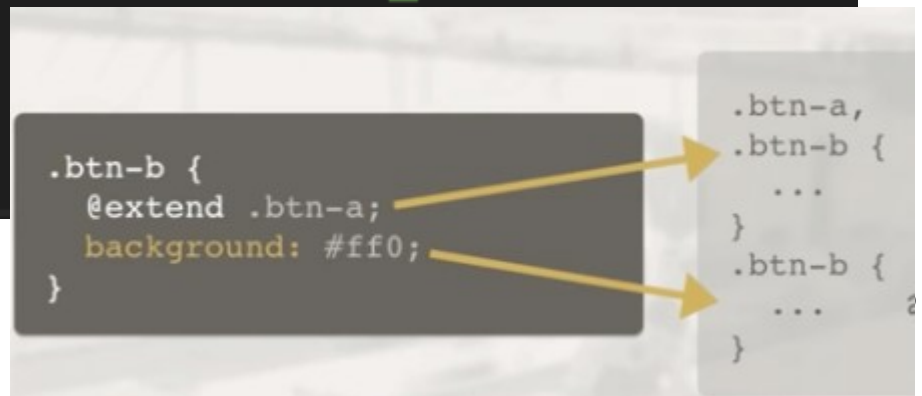 .btn-b {
@extend .btn-a;
background: #ff0;
}
.btn-a,
.btn-b {
...
}
.btn-b {
...
}